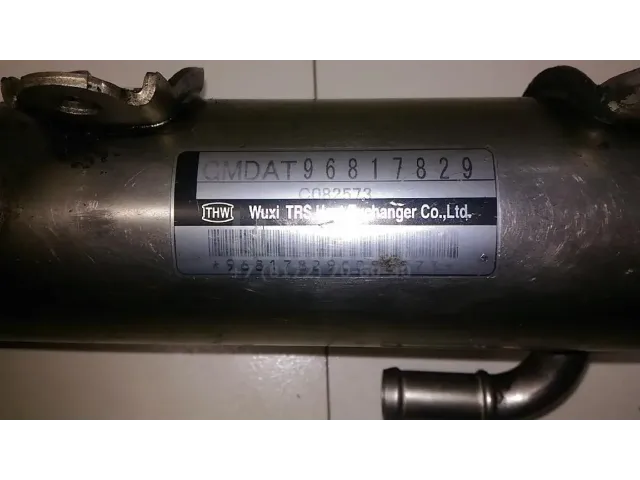 GMDAT96817829
C082573
THW Wuxi TRS Heat Exchanger Co.,Ltd.